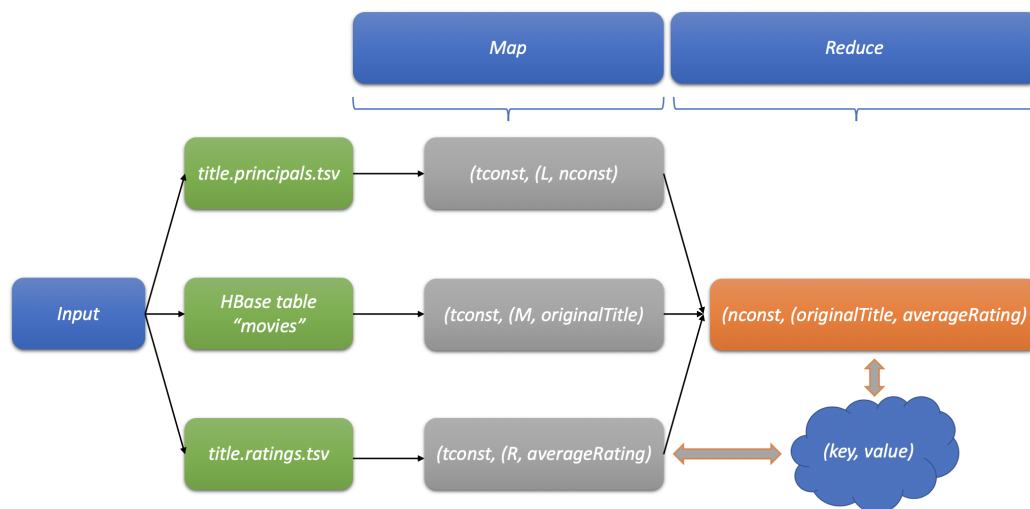 Map
Reduce
title.principals.tsv
(tconst, (L, nconst)
Input
HBase table
“movies”
(tconst, (M, originalTitle)
(nconst, (originalTitle, averageRating)
title.ratings.tsv
(tconst, (R, averageRating)
(key, value)